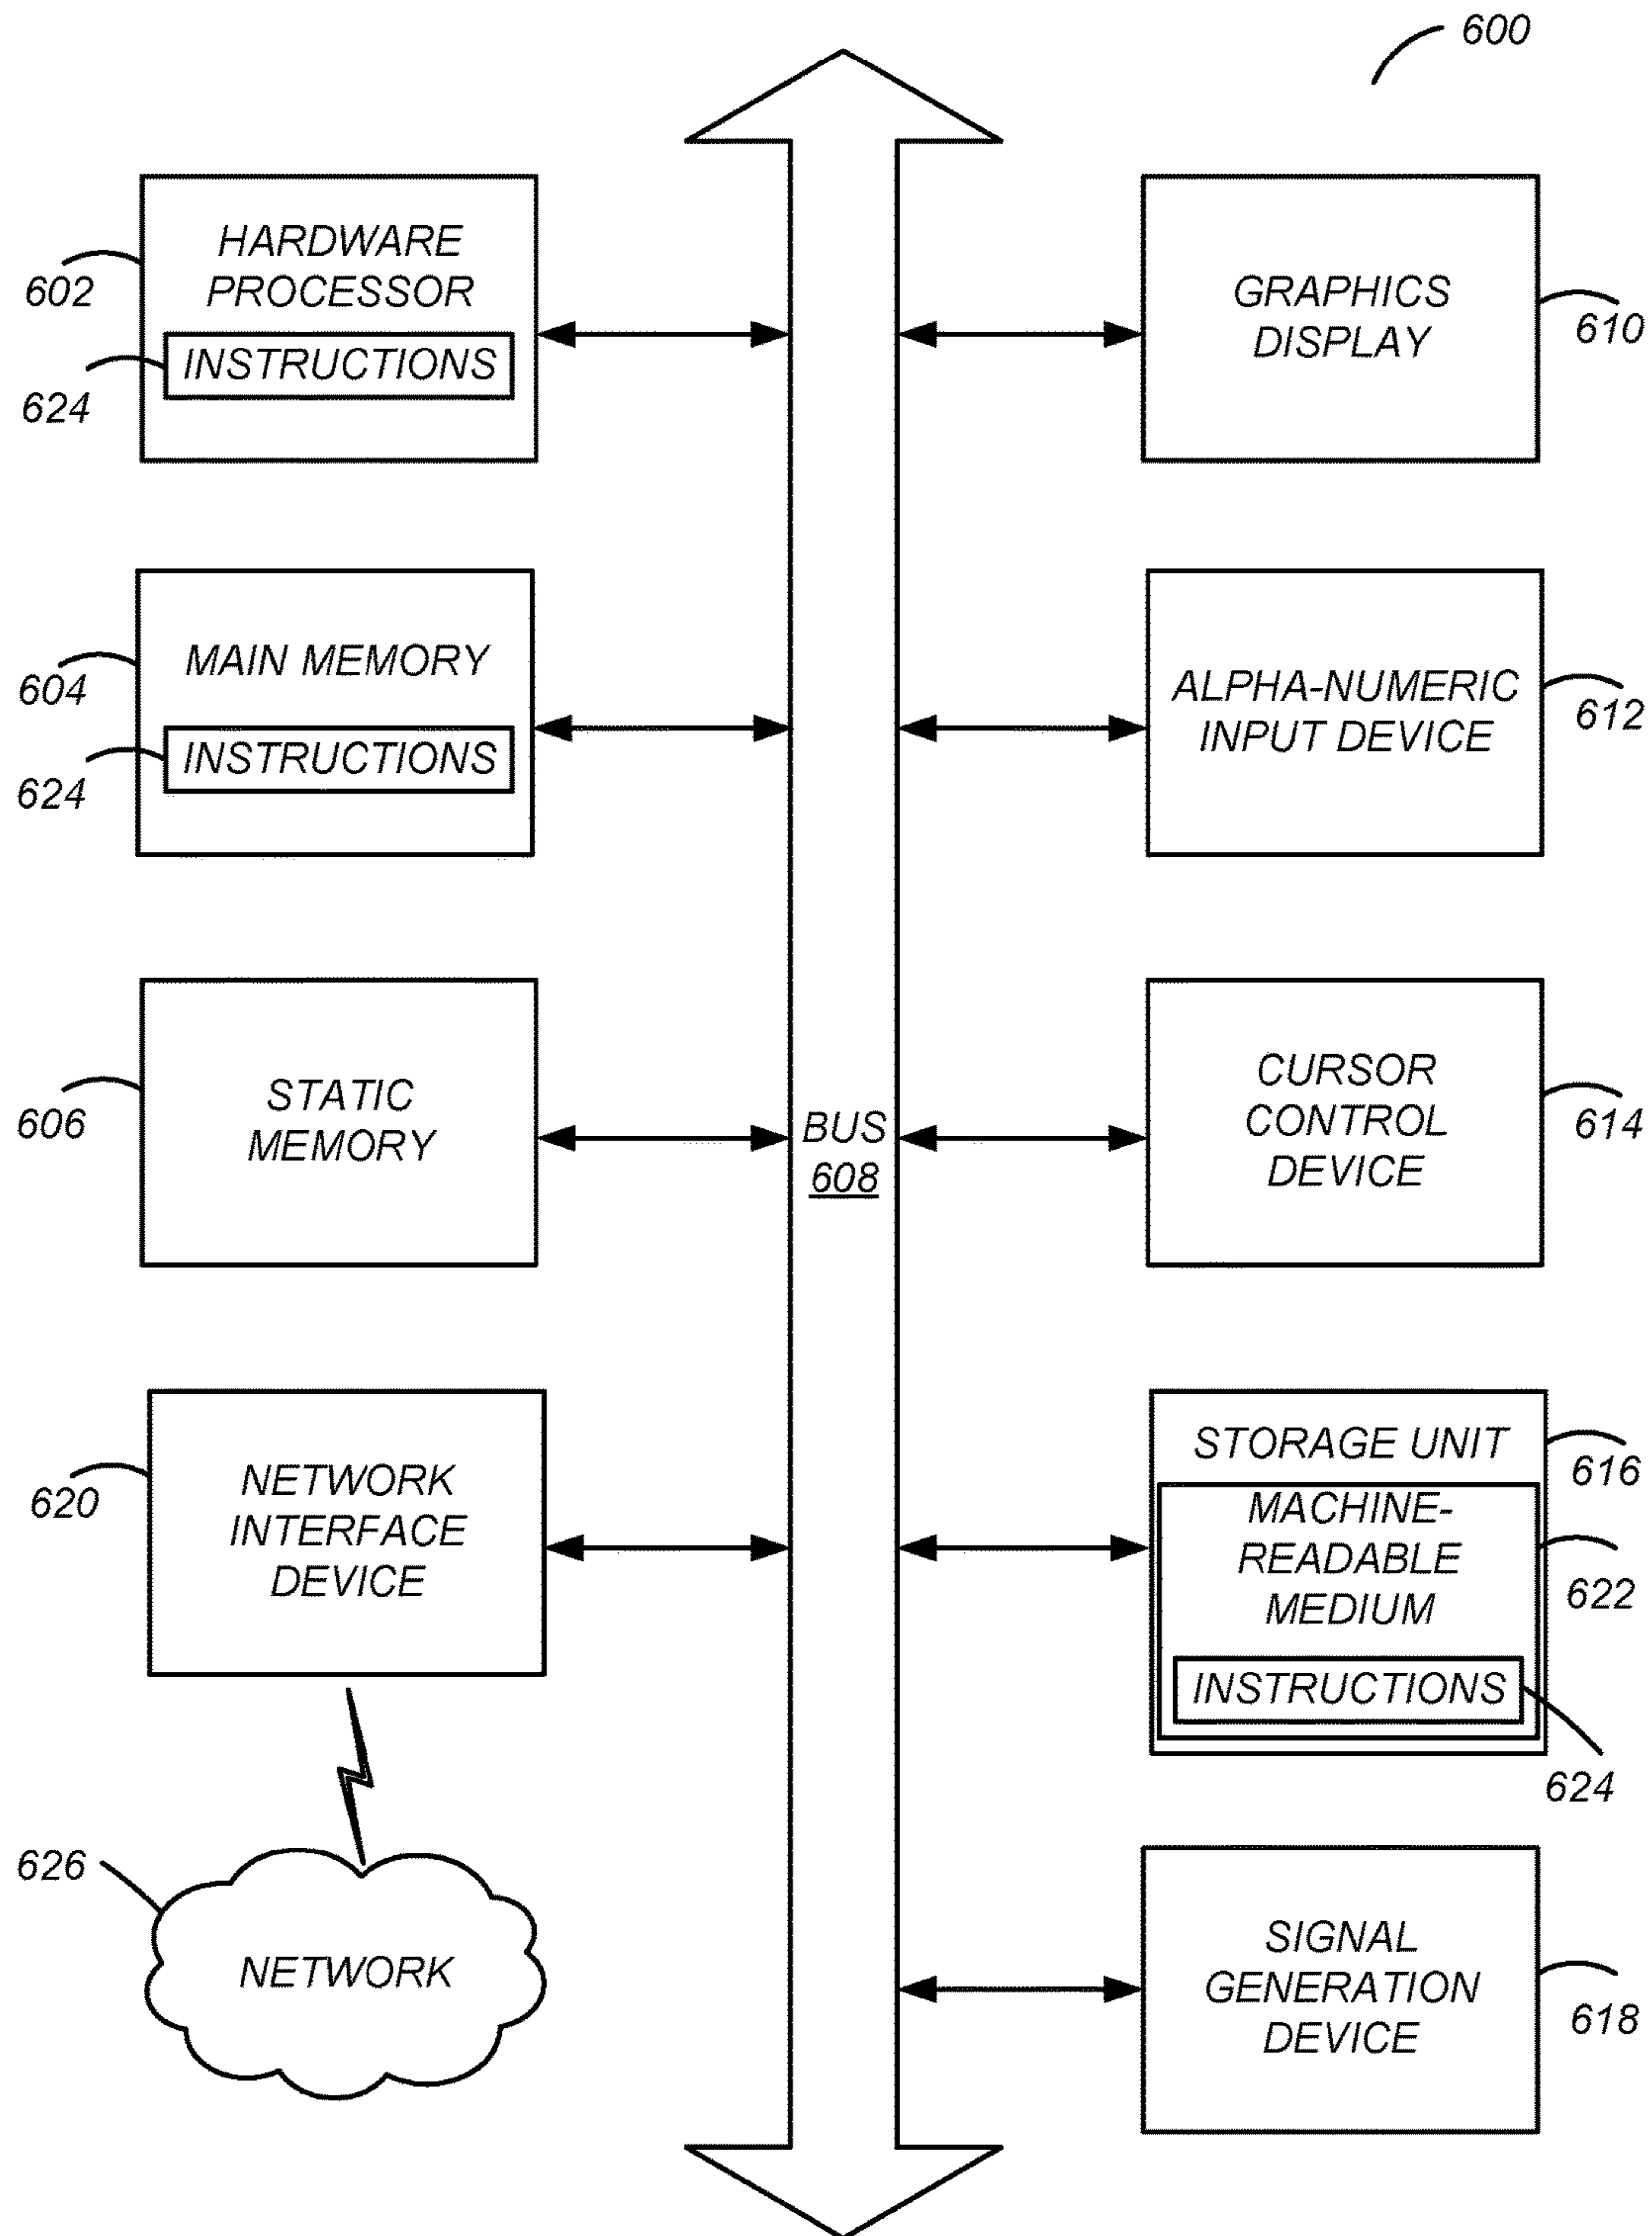 600
HARDWARE
PROCESSOR
602
INSTRUCTIONS
624
GRAPHICS
DISPLAY
610
MAIN MEMORY
604
INSTRUCTIONS
624
ALPHA-NUMERIC
INPUT DEVICE
612
STATIC
MEMORY
606
BUS
608
CURSOR
CONTROL
DEVICE
614
NETWORK
INTERFACE
DEVICE
620
STORAGE UNIT
616
MACHINE-
READABLE
MEDIUM
622
INSTRUCTIONS
624
626
NETWORK
SIGNAL
GENERATION
DEVICE
618